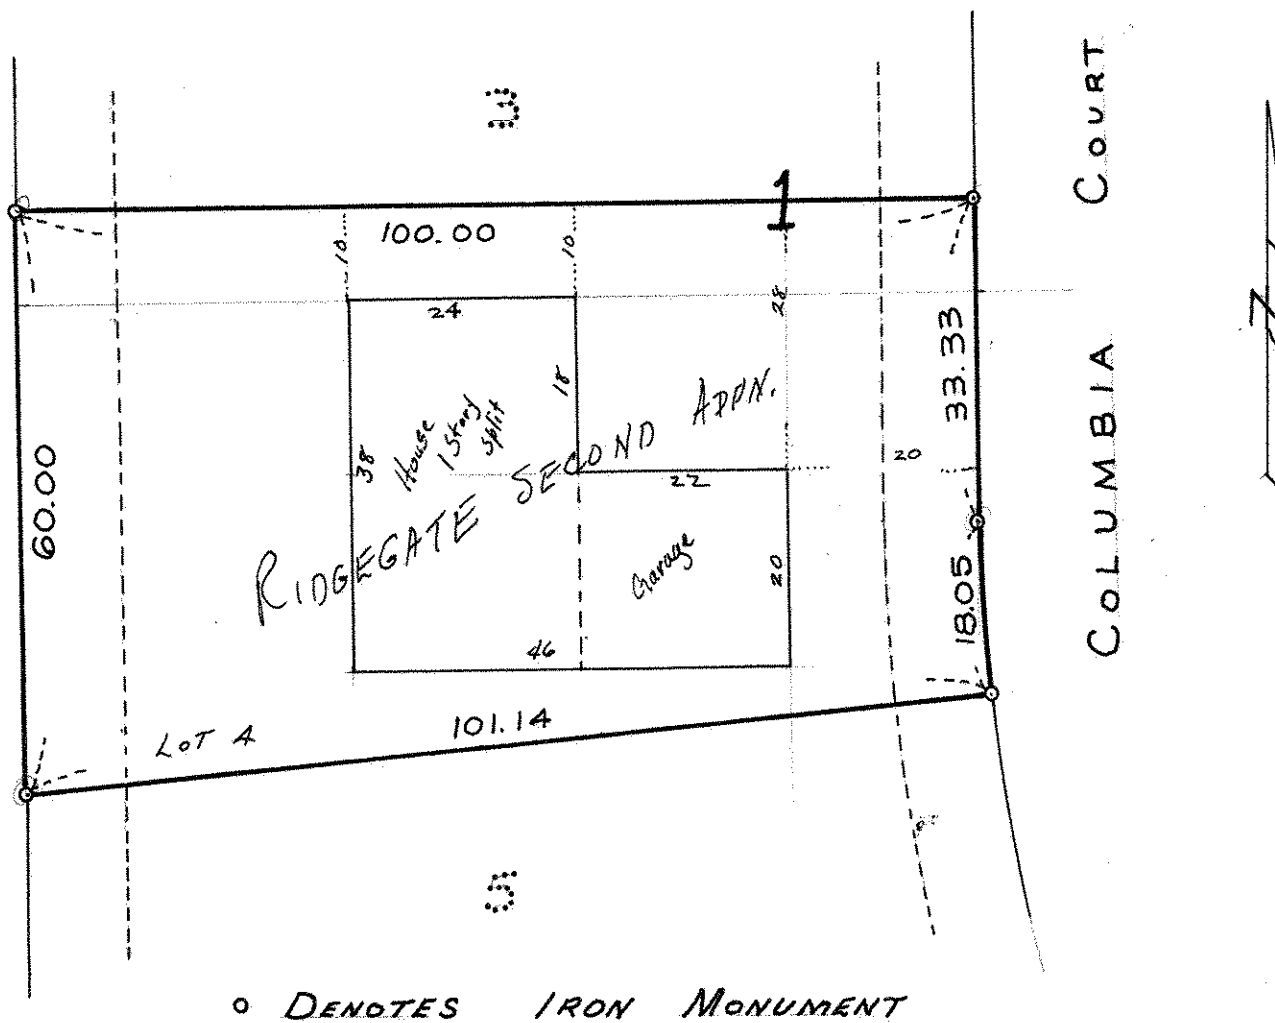 3
COURT
1
100.00
10
10
24
28
18
33.33
COLUMBIA
House
1 Story
Split
38
60.00
RIDGEGATE SECOND ADDN.
20
22
Garage
20
18.05
46
101.14
LOT 4
5
o DENOTES IRON MONUMENT